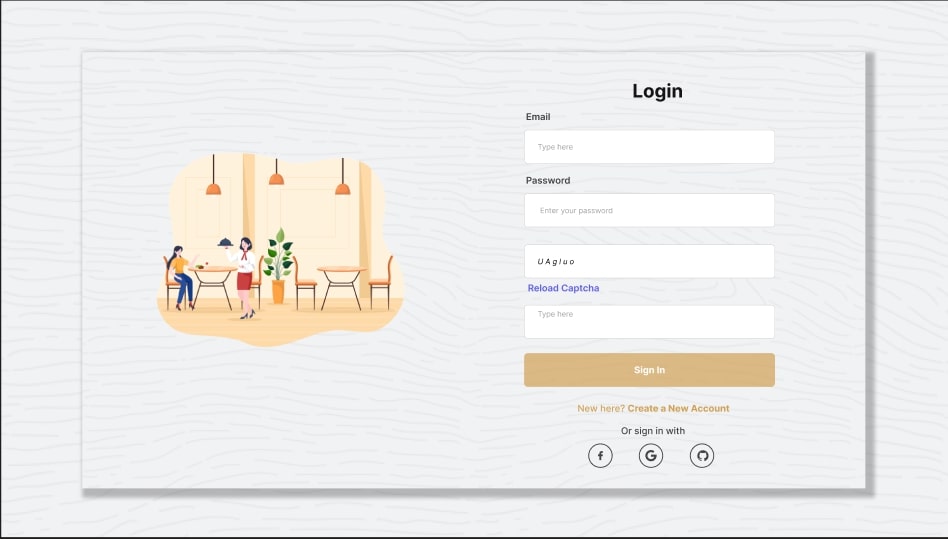 Login
Email
Type here
Password
Enter your password
UAgluo
Reload Captcha
Type here
Sign In
New here? Create a New Account
Or sign in with